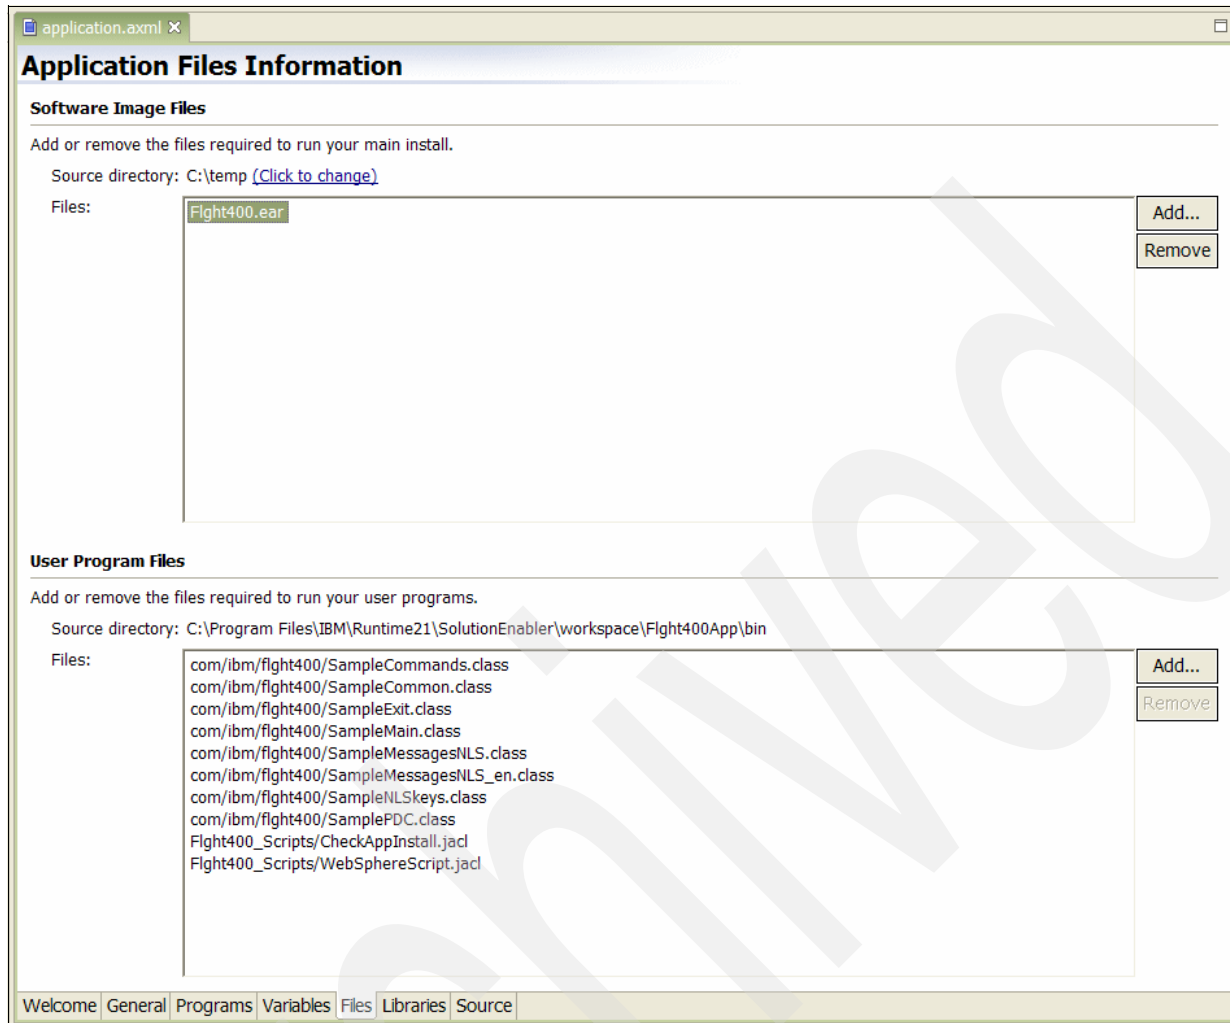 application.axml
Application Files Information
Software Image Files
Add or remove the files required to run your main install.
Source directory: C:\temp (Click to change)
Files:
Flght400.ear
Add...
Remove
User Program Files
Add or remove the files required to run your user programs.
Source directory: C:\Program Files\IBM\Runtime21\SolutionEnabler\workspace\Flght400App\bin
Files:
com/ibm/flght400/SampleCommands.class
com/ibm/flght400/SampleCommon.class
com/ibm/flght400/SampleExit.class
com/ibm/flght400/SampleMain.class
com/ibm/flght400/SampleMessagesNLS.class
com/ibm/flght400/SampleMessagesNLS_en.class
com/ibm/flght400/SampleNLSkeys.class
com/ibm/flght400/SamplePDC.class
Flght400_Scripts/CheckAppInstall.jacl
Flght400_Scripts/WebSphereScript.jacl
Add...
Remove
Welcome General Programs Variables Files Libraries Source